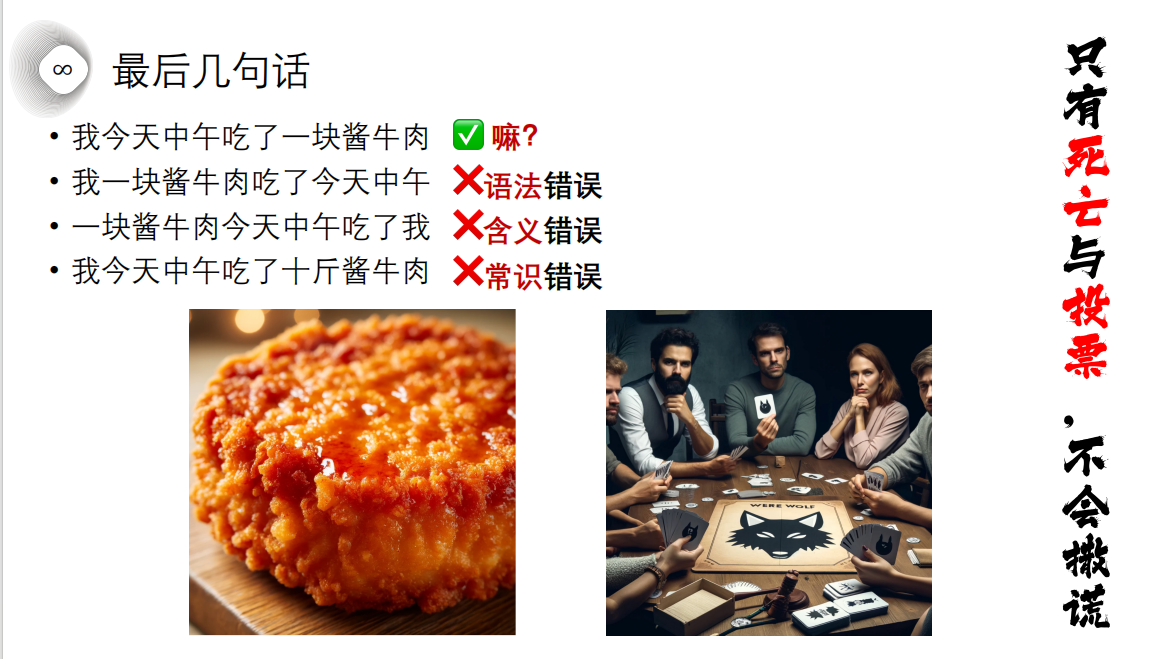 ∞
最后几句话
• 我今天中午吃了一块酱牛肉 ✅ 嘛?
• 我一块酱牛肉吃了今天中午 ❌语法错误
• 一块酱牛肉今天中午吃了我 ❌含义错误
• 我今天中午吃了十斤酱牛肉 ❌常识错误
WERE WOLF
只有死亡与投票,不会撒谎